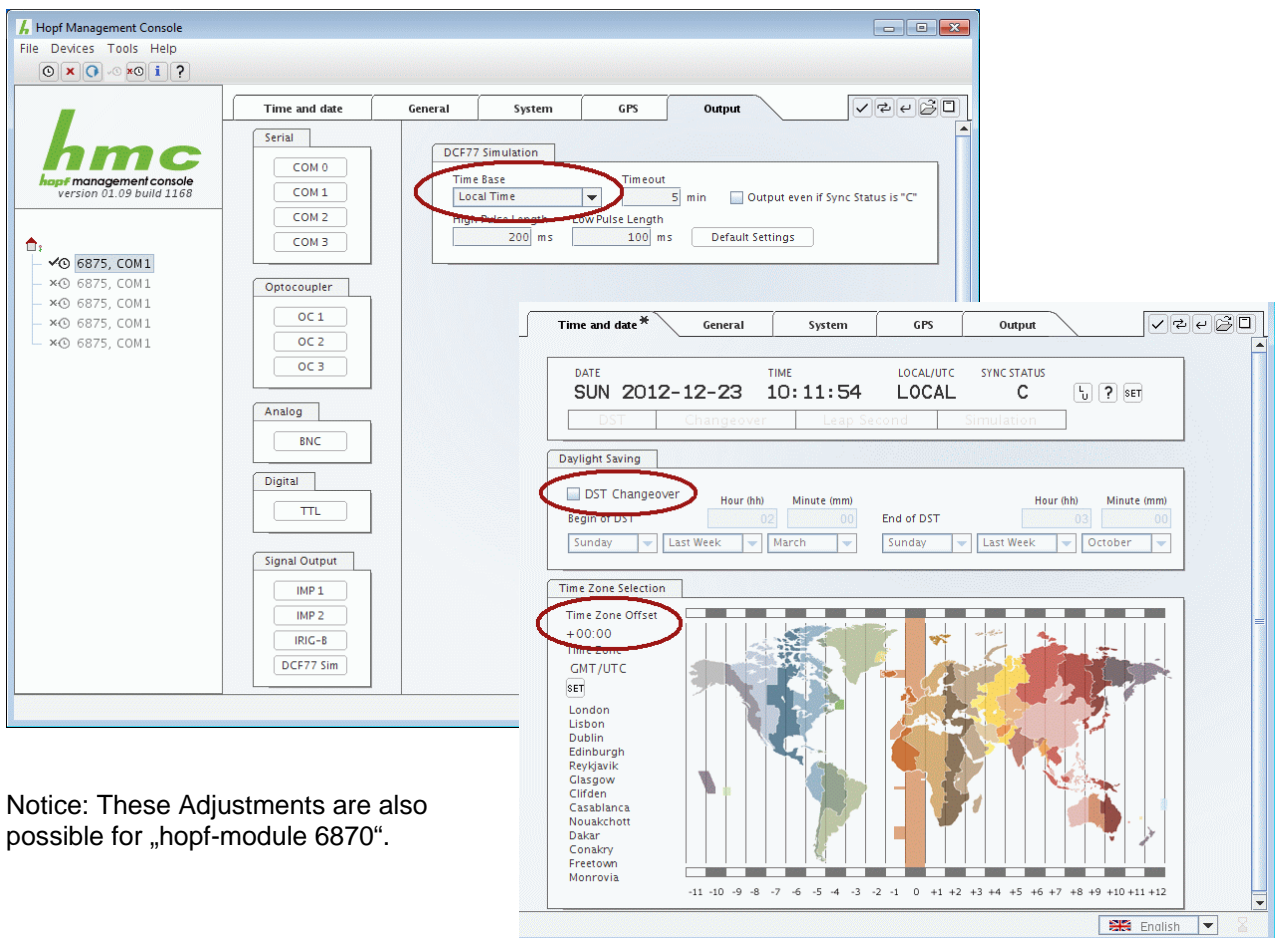 Hopf Management Console
File Devices Tools Help
hmc
hopf management console
version 01.09 build 1168
6875, COM1
6875, COM1
6875, COM1
6875, COM1
6875, COM1
Time and date General System GPS Output
Serial
COM 0
COM 1
COM 2
COM 3
Optocoupler
OC 1
OC 2
OC 3
Analog
BNC
Digital
TTL
Signal Output
IMP 1
IMP 2
IRIG-B
DCF77 Sim
DCF77 Simulation
Time Base Timeout
Local Time 5 min Output even if Sync Status is "C"
High Pulse Length Low Pulse Length
200 ms 100 ms Default Settings
Time and date* General System GPS Output
DATE TIME LOCAL/UTC SYNC STATUS
SUN 2012-12-23 10:11:54 LOCAL C LU ? SET
DST Changeover Leap Second Simulation
Daylight Saving
DST Changeover Hour (hh) Minute (mm) Hour (hh) Minute (mm)
Begin of DST 02 00 End of DST 03 00
Sunday Last Week March Sunday Last Week October
Time Zone Selection
Time Zone Offset
+00:00
Time Zone
GMT/UTC
SET
London
Lisbon
Dublin
Edinburgh
Reykjavik
Glasgow
Clifden
Casablanca
Nouakchott
Dakar
Conakry
Freetown
Monrovia
-11 -10 -9 -8 -7 -6 -5 -4 -3 -2 -1 0 +1 +2 +3 +4 +5 +6 +7 +8 +9 +10 +11 +12
English
Notice: These Adjustments are also
possible for „hopf-module 6870“.